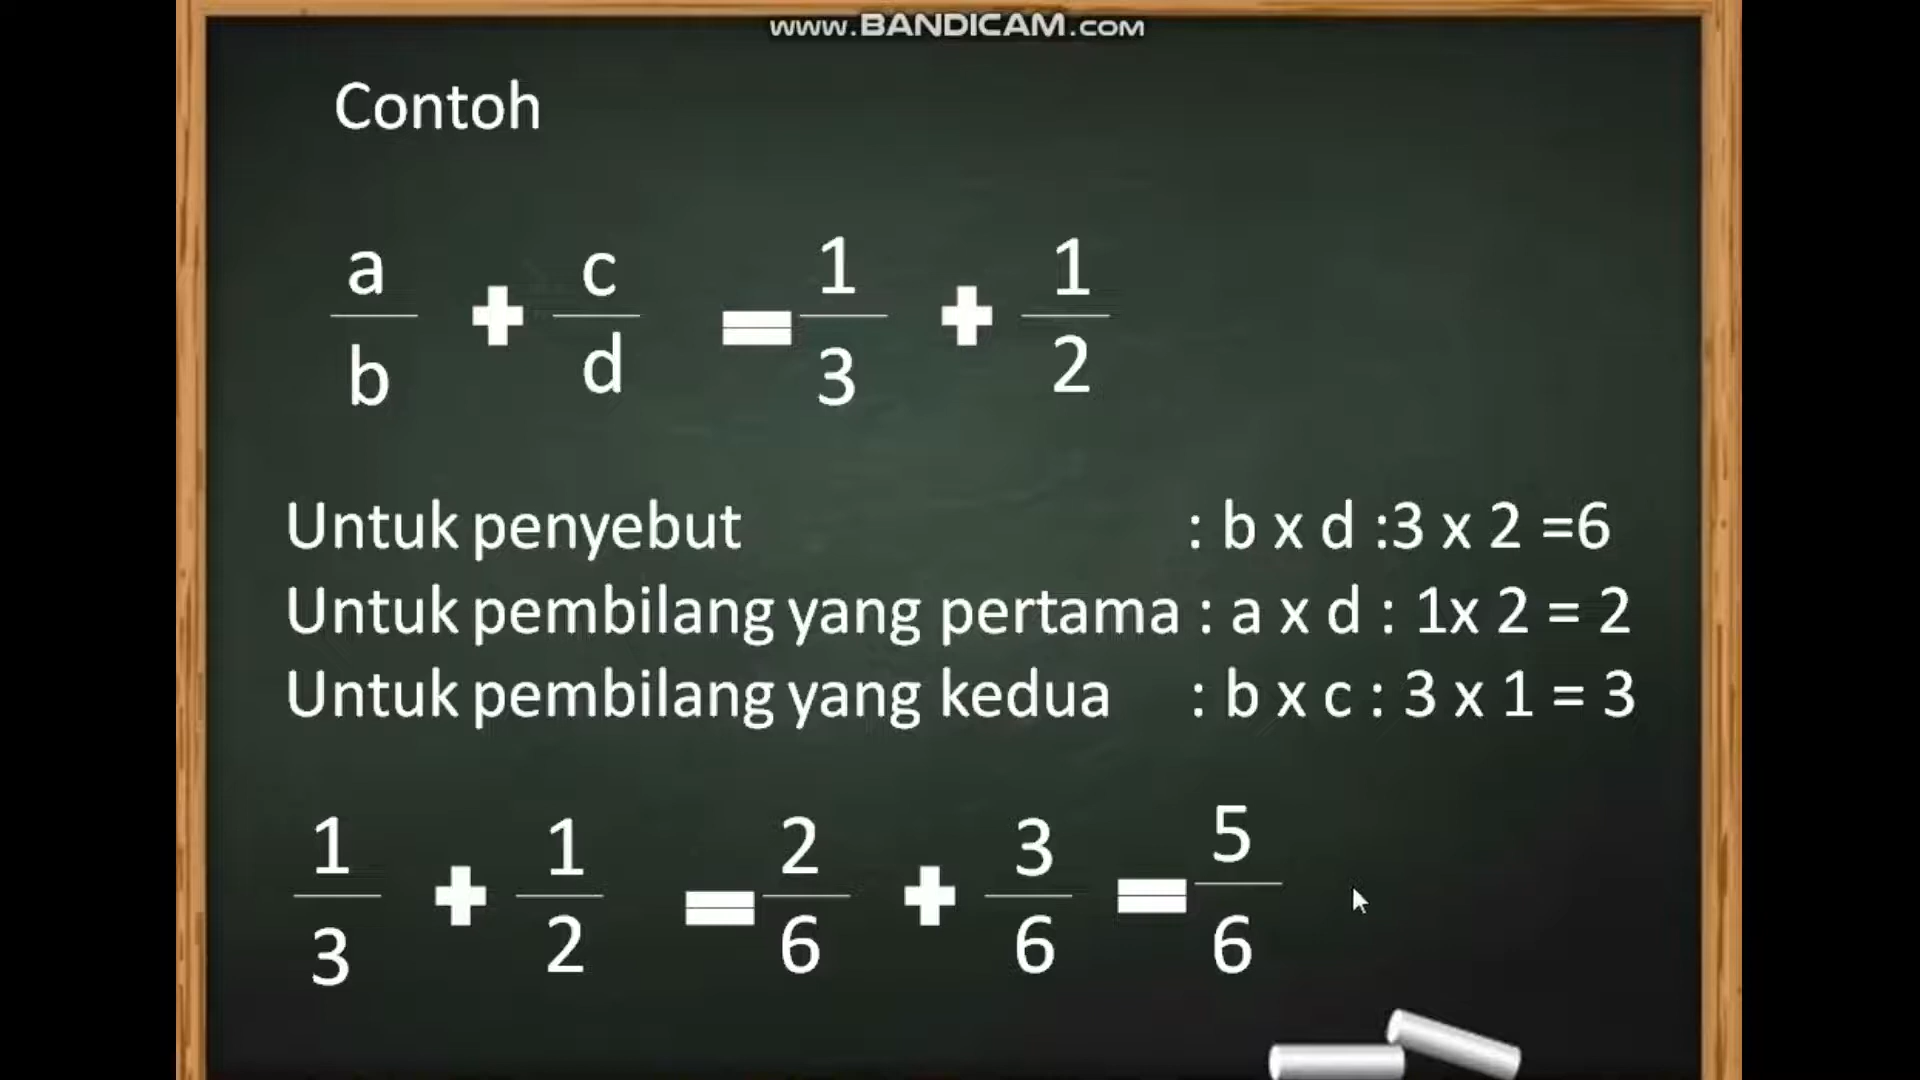 www.BANDICAM.com
Contoh
a/b + c/d = 1/3 + 1/2
Untuk penyebut : b x d :3 x 2 =6
Untuk pembilang yang pertama : a x d : 1x 2 = 2
Untuk pembilang yang kedua : b x c : 3 x 1 = 3
1/3 + 1/2 = 2/6 + 3/6 = 5/6